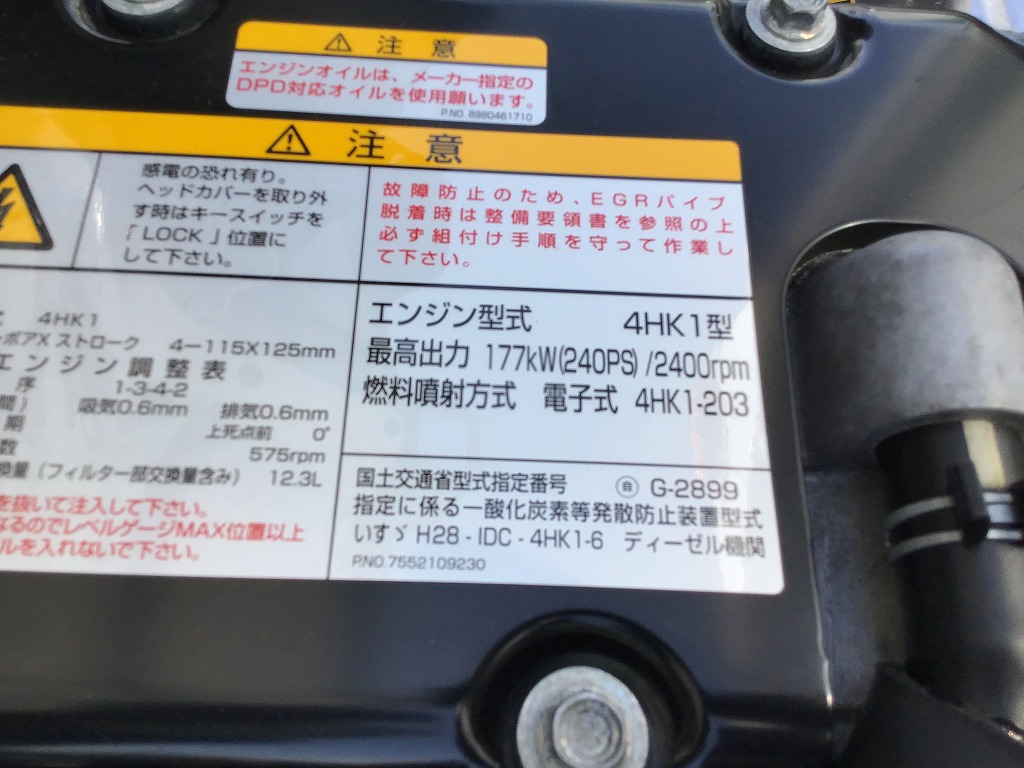 注意
エンジンオイルは、メーカー指定の
DPD対応オイルを使用願います。
P.NO. 8980461710
注意
感電の恐れ有り。
ヘッドカバーを取り外
す時はキースイッチを
「LOCK」位置に
して下さい。
故障防止のため、EGRパイプ
脱着時は整備要領書を参照の上
必ず組付け手順を守って作業し
て下さい。
4HK1
ボアX ストローク 4-115X125mm
エンジン調整表
序 1-3-4-2
間) 吸気0.6mm 排気0.6mm
期 上死点前 0°
数 575rpm
換量 (フィルター部交換量含み) 12.3L
を抜いて注入して下さい。
なるのでレベルゲージMAX位置以上
ルを入れないで下さい。
エンジン型式 4HK1型
最高出力 177kW(240PS) /2400rpm
燃料噴射方式 電子式 4HK1-203
国土交通省型式指定番号 自 G-2899
指定に係る一酸化炭素等発散防止装置型式
いすゞ H28 - IDC - 4HK1-6 ディーゼル機関
P.NO.7552109230